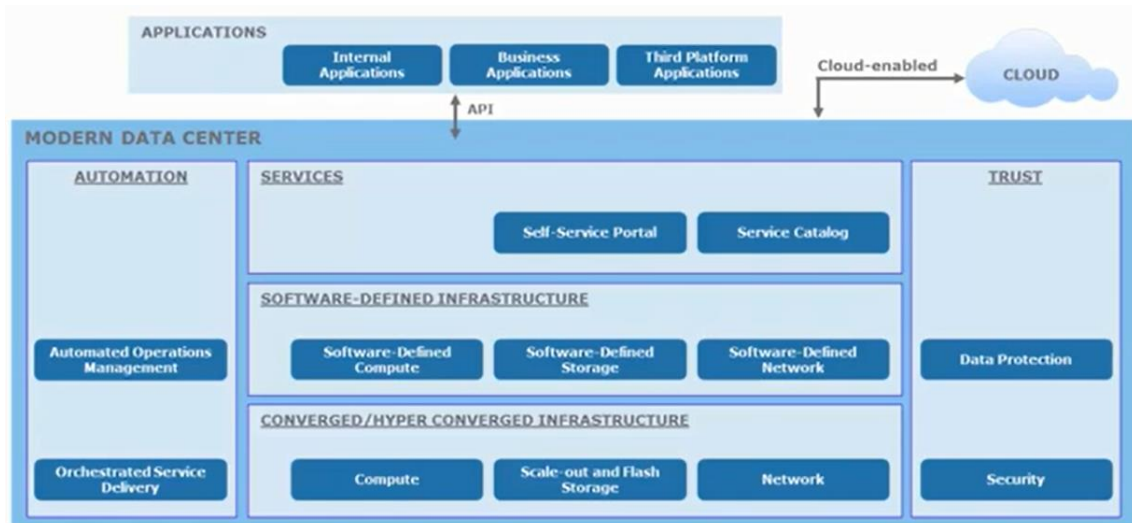 APPLICATIONS
Internal
Applications
Business
Applications
Third Platform
Applications
Cloud-enabled
CLOUD
API
MODERN DATA CENTER
AUTOMATION
Automated Operations
Management
Orchestrated Service
Delivery
SERVICES
Self-Service Portal
Service Catalog
SOFTWARE-DEFINED INFRASTRUCTURE
Software-Defined
Compute
Software-Defined
Storage
Software-Defined
Network
CONVERGED/HYPER CONVERGED INFRASTRUCTURE
Compute
Scale-out and Flash
Storage
Network
TRUST
Data Protection
Security